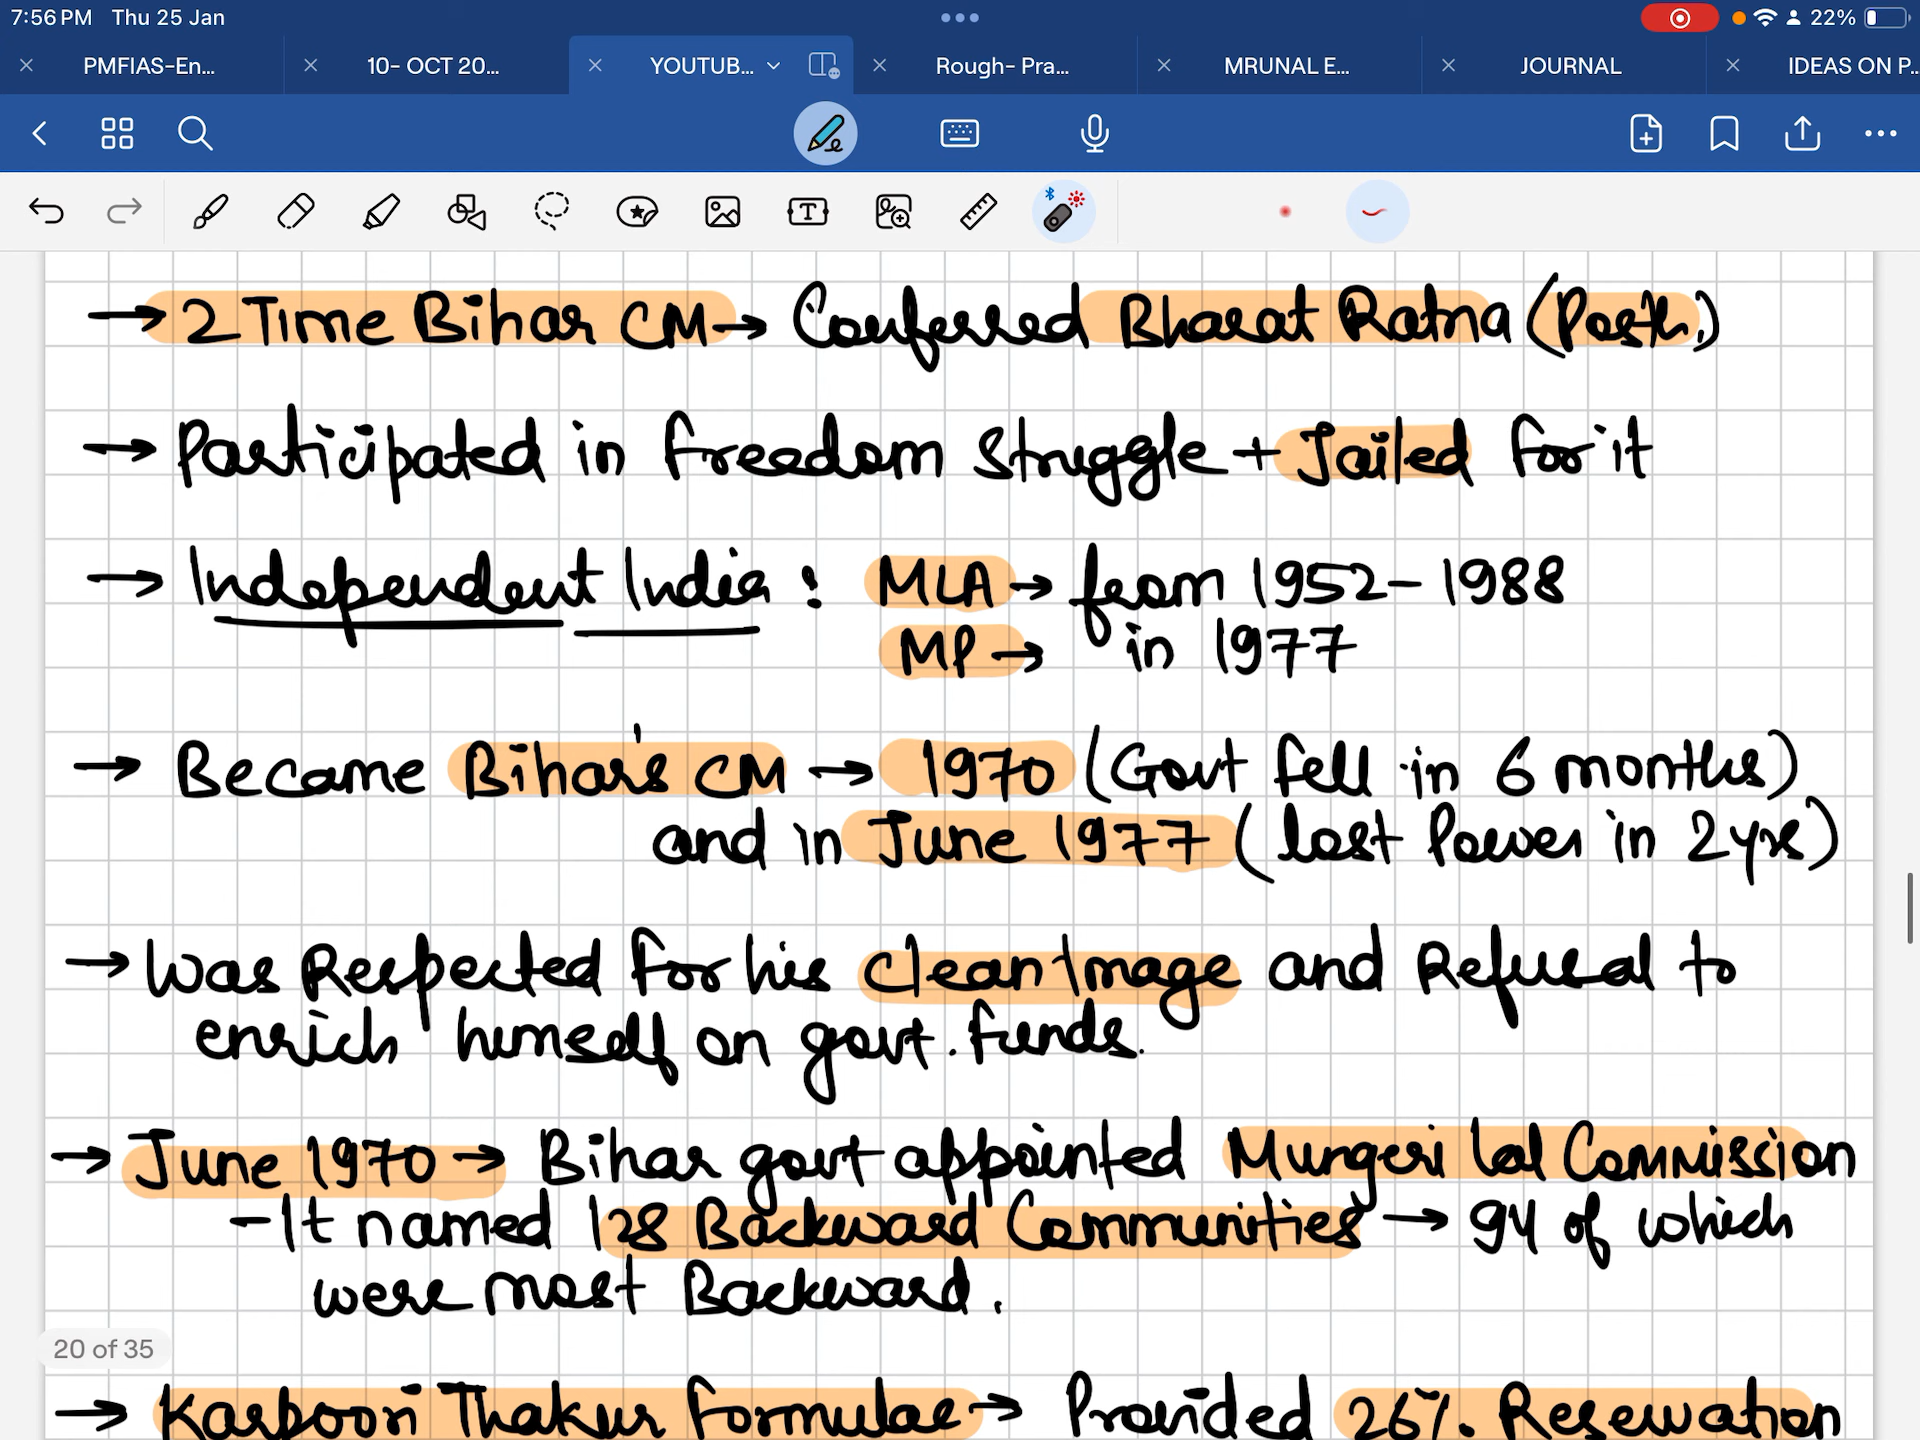 7:56 PM Thu 25 Jan 22%
PMFIAS-En... 10- OCT 20... YOUTUB... Rough- Pra... MRUNAL E... JOURNAL IDEAS ON P...
→ 2 Time Bihar CM → Conferred Bharat Ratna (Posth.)
→ Participated in freedom struggle + Jailed for it
→ Independent India : MLA → from 1952-1988
MP → in 1977
→ Became Bihar's CM → 1970 (Govt fell in 6 months)
and in June 1977 (lost Power in 2yrs)
→ Was Respected for his clean Image and Refusal to
enrich himself on govt. funds.
→ June 1970 → Bihar govt appointed Mungeri Lal Commission
- It named 128 Backward Communities → 94 of which
were most Backward.
20 of 35
→ Karpoori Thakur Formulae → Provided 26%. Reservation